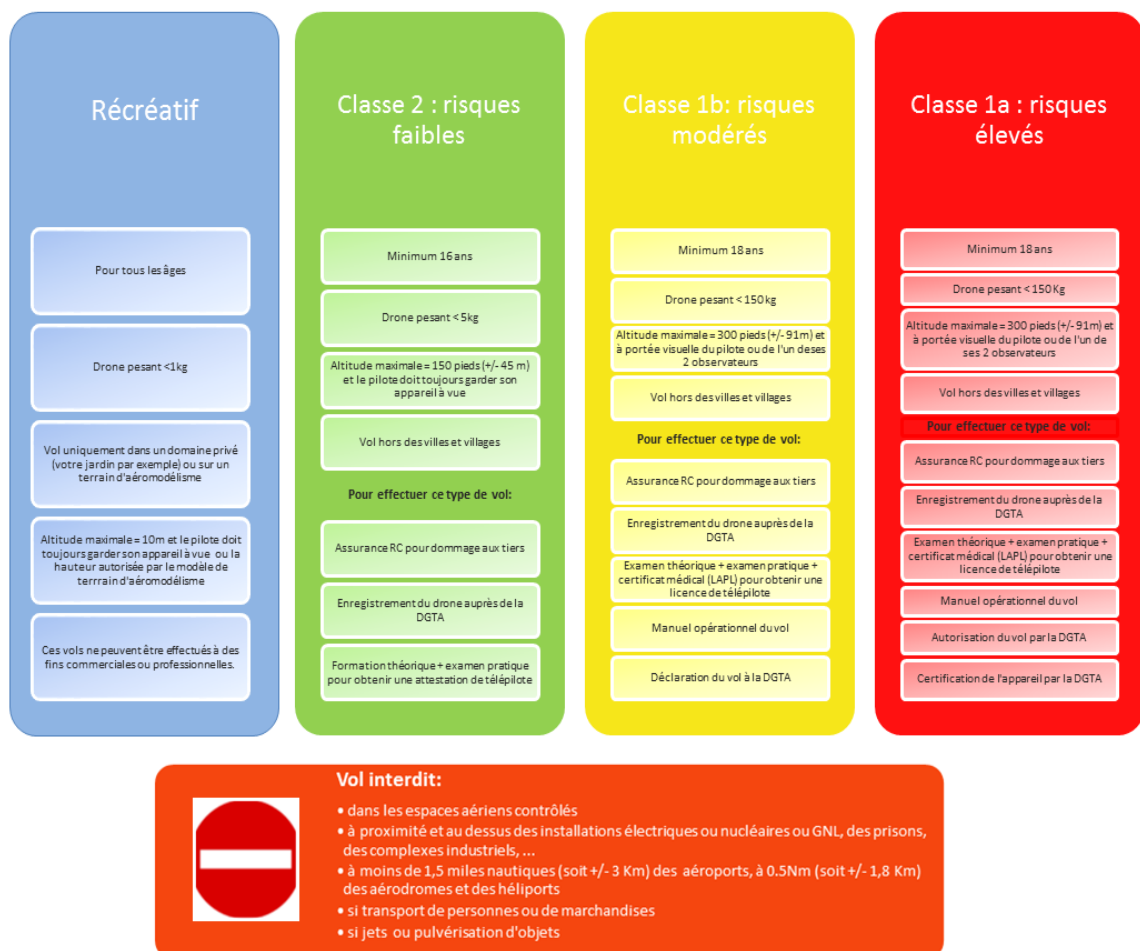 Récréatif
Pour tous les âges
Drone pesant <1kg
Vol uniquement dans un domaine privé
(votre jardin par exemple) ou sur un
terrain d'aéromodélisme
Altitude maximale = 10m et le pilote doit
toujours garder son appareil à vue ou la
hauteur autorisée par le modèle de
terrrain d'aéromodélisme
Ces vols ne peuvent être effectués à des
fins commerciales ou professionnelles.
Classe 2 : risques
faibles
Minimum 16 ans
Drone pesant < 5kg
Altitude maximale = 150 pieds (+/- 45 m)
et le pilote doit toujours garder son
appareil à vue
Vol hors des villes et villages
Pour effectuer ce type de vol:
Assurance RC pour dommage aux tiers
Enregistrement du drone auprès de la
DGTA
Formation théorique + examen pratique
pour obtenir une attestation de télépilote
Classe 1b: risques
modérés
Minimum 18 ans
Drone pesant < 150 kg
Altitude maximale = 300 pieds (+/- 91m) et
à portée visuelle du pilote ou de l'un de ses
2 observateurs
Vol hors des villes et villages
Pour effectuer ce type de vol:
Assurance RC pour dommage aux tiers
Enregistrement du drone auprès de la
DGTA
Examen théorique + examen pratique +
certificat médical (LAPL) pour obtenir une
licence de télépilote
Manuel opérationnel du vol
Déclaration du vol à la DGTA
Classe 1a : risques
élevés
Minimum 18 ans
Drone pesant < 150 Kg
Altitude maximale = 300 pieds (+/- 91m) et
à portée visuelle du pilote ou de l'un de
ses 2 observateurs
Vol hors des villes et villages
Pour effectuer ce type de vol:
Assurance RC pour dommage aux tiers
Enregistrement du drone auprès de la
DGTA
Examen théorique + examen pratique +
certificat médical (LAPL) pour obtenir une
licence de télépilote
Manuel opérationnel du vol
Autorisation du vol par la DGTA
Certification de l'appareil par la DGTA
Vol interdit:
• dans les espaces aériens contrôlés
• à proximité et au dessus des installations électriques ou nucléaires ou GNL, des prisons,
des complexes industriels, ...
• à moins de 1,5 miles nautiques (soit +/- 3 Km) des aéroports, à 0.5Nm (soit +/- 1,8 Km)
des aérodromes et des héliports
• si transport de personnes ou de marchandises
• si jets ou pulvérisation d'objets